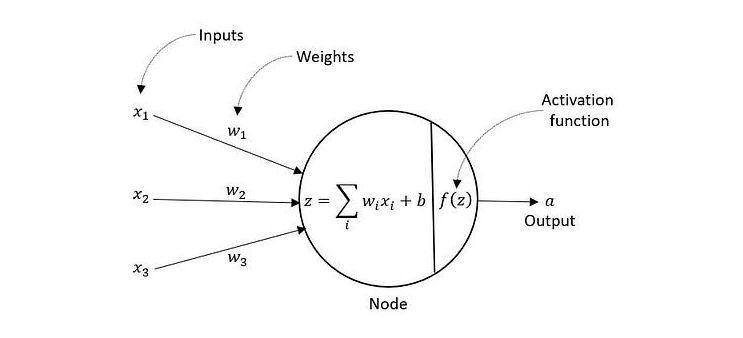 Inputs
Weights
Activation
function
x₁
w₁
x₂
w₂
z = ∑ᵢ wᵢxᵢ + b
f(z)
a
Output
x₃
w₃
Node